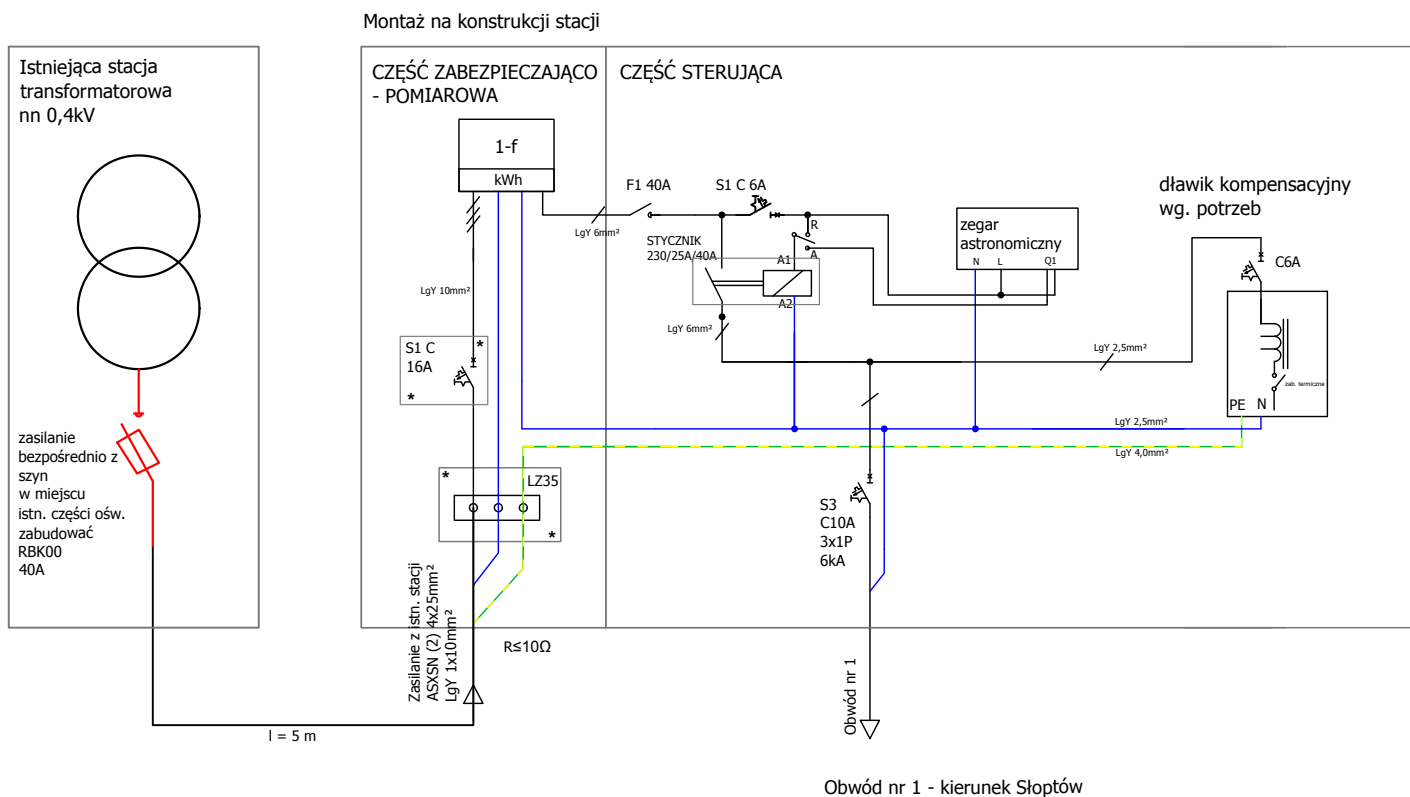 Montaż na konstrukcji stacji
Istniejąca stacja
transformatorowa
nn 0,4kV
CZĘŚĆ ZABEZPIECZAJĄCO
- POMIAROWA
CZĘŚĆ STERUJĄCA
1-f
kWh
F1 40A
S1 C 6A
LgY 6mm²
STYCZNIK
230/25A/40A
R
A
A1
A2
zegar
astronomiczny
N
L
Q1
dławik kompensacyjny
wg. potrzeb
C6A
LgY 10mm²
LgY 6mm²
LgY 2,5mm²
S1 C
16A
*
*
zab. termiczne
PE
N
LgY 2,5mm²
LgY 4,0mm²
zasilanie
bezpośrednio z
szyn
w miejscu
istn. części ośw.
zabudować
RBK00
40A
*
LZ35
*
S3
C10A
3x1P
6kA
Zasilanie z istn. stacji
ASXSN (2) 4x25mm²
LgY 1x10mm²
R≤10Ω
Obwód nr 1
l = 5 m
Obwód nr 1 - kierunek Słoptów